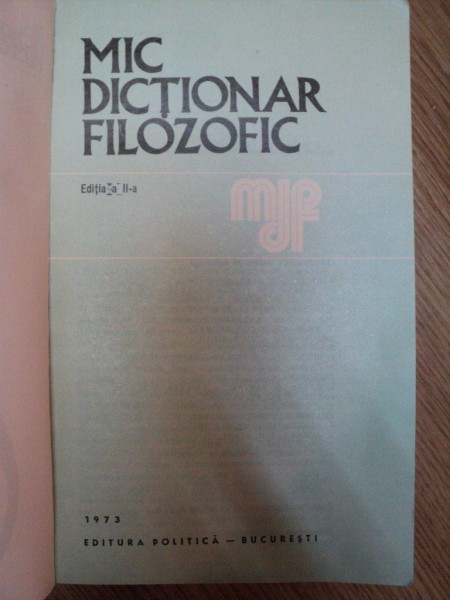 MIC
DICȚIONAR
FILOZOFIC
Ediția a II-a
mdf
1973
EDITURA POLITICĂ — BUCUREȘTI